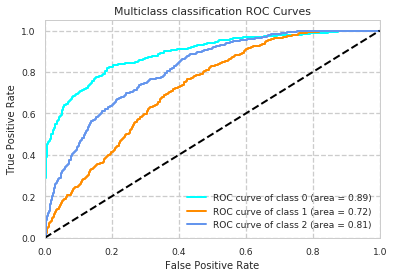 Multiclass classification ROC Curves
1.0
0.8
0.6
0.4
0.2
0.0
True Positive Rate
ROC curve of class 0 (area = 0.89)
ROC curve of class 1 (area = 0.72)
ROC curve of class 2 (area = 0.81)
0.0 0.2 0.4 0.6 0.8 1.0
False Positive Rate